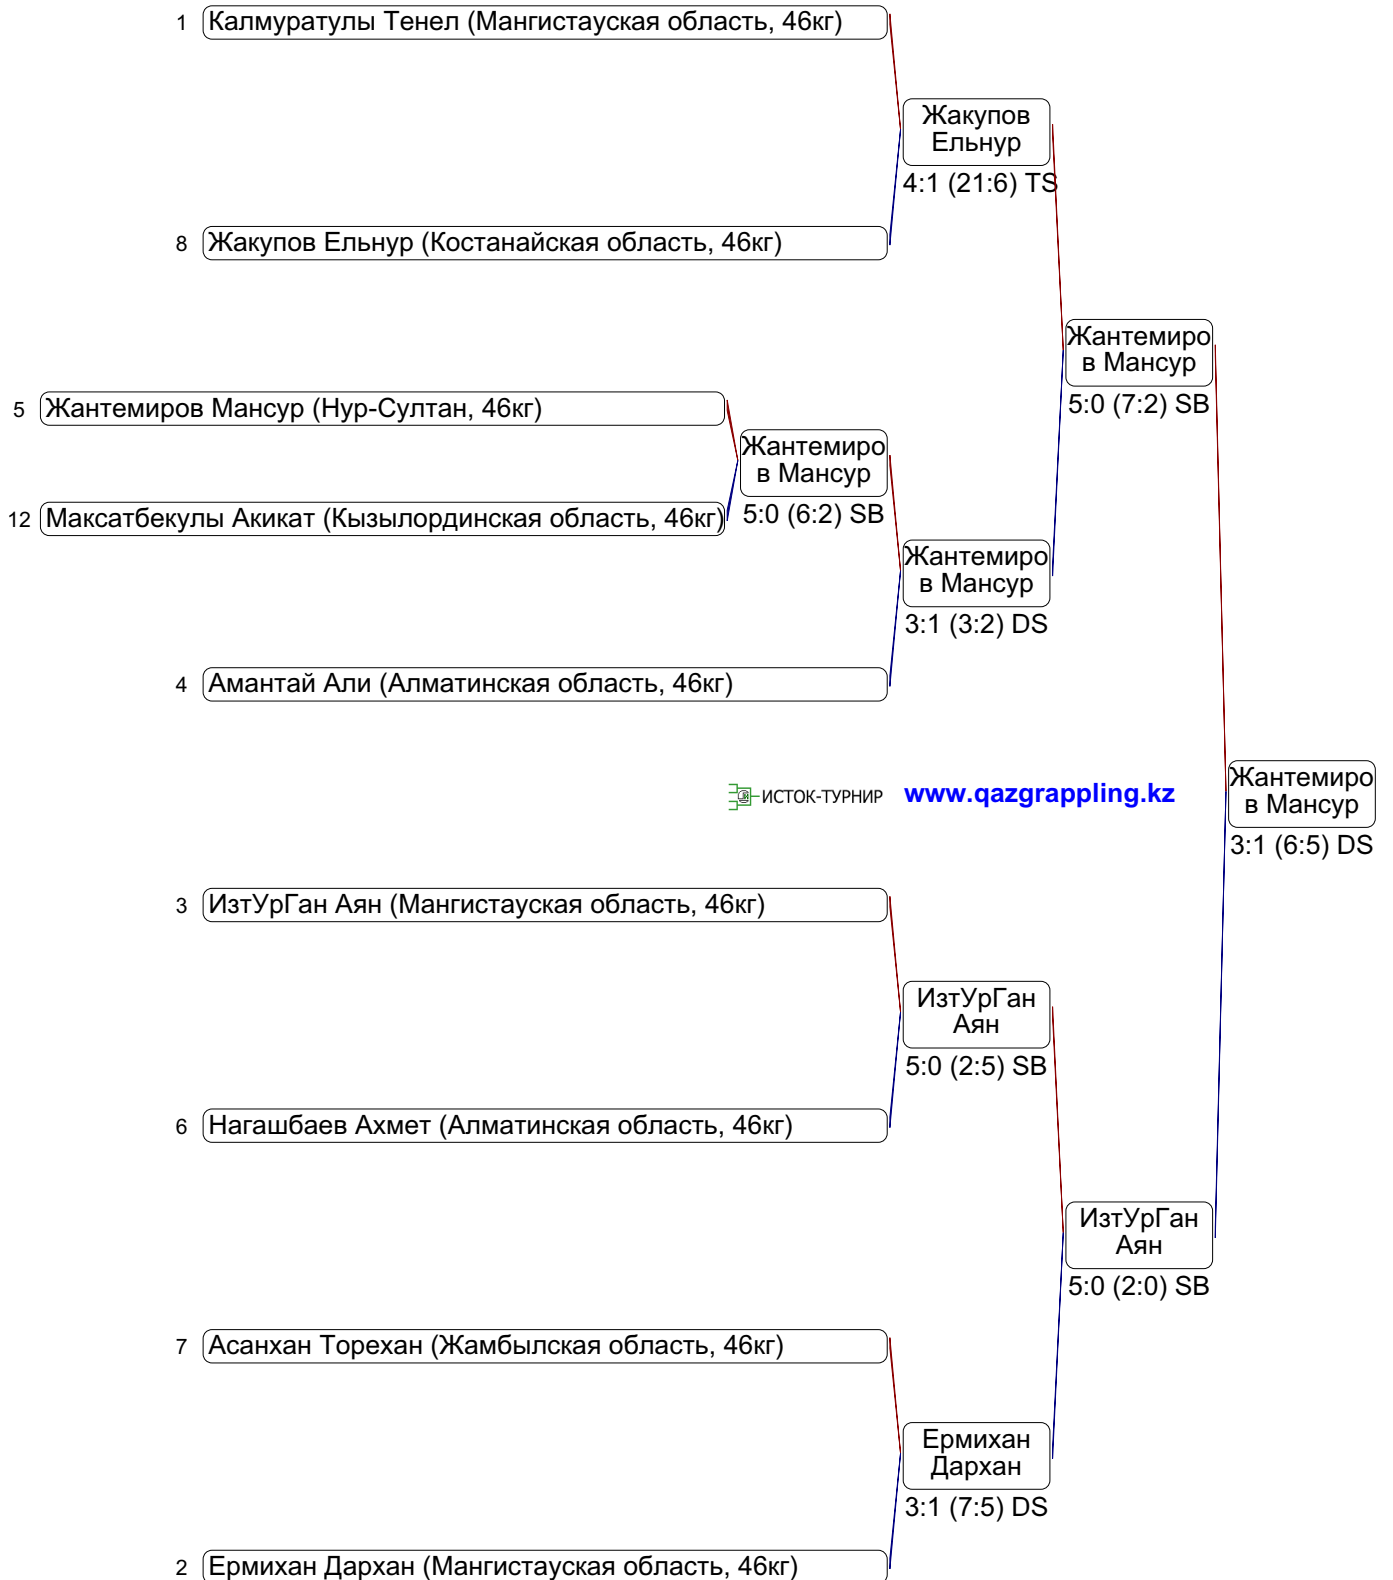 1 Калмуратулы Тенел (Мангистауская область, 46кг)
Жакупов
Ельнур
4:1 (21:6) TS
8 Жакупов Ельнур (Костанайская область, 46кг)
Жантемиро
в Мансур
5:0 (7:2) SB
5 Жантемиров Мансур (Нур-Султан, 46кг)
Жантемиро
в Мансур
5:0 (6:2) SB
12 Максатбекулы Акикат (Кызылординская область, 46кг)
Жантемиро
в Мансур
3:1 (3:2) DS
4 Амантай Али (Алматинская область, 46кг)
ИСТОК-ТУРНИР www.qazgrappling.kz
Жантемиро
в Мансур
3:1 (6:5) DS
3 ИзтУрГан Аян (Мангистауская область, 46кг)
ИзтУрГан
Аян
5:0 (2:5) SB
6 Нагашбаев Ахмет (Алматинская область, 46кг)
ИзтУрГан
Аян
5:0 (2:0) SB
7 Асанхан Торехан (Жамбылская область, 46кг)
Ермихан
Дархан
3:1 (7:5) DS
2 Ермихан Дархан (Мангистауская область, 46кг)